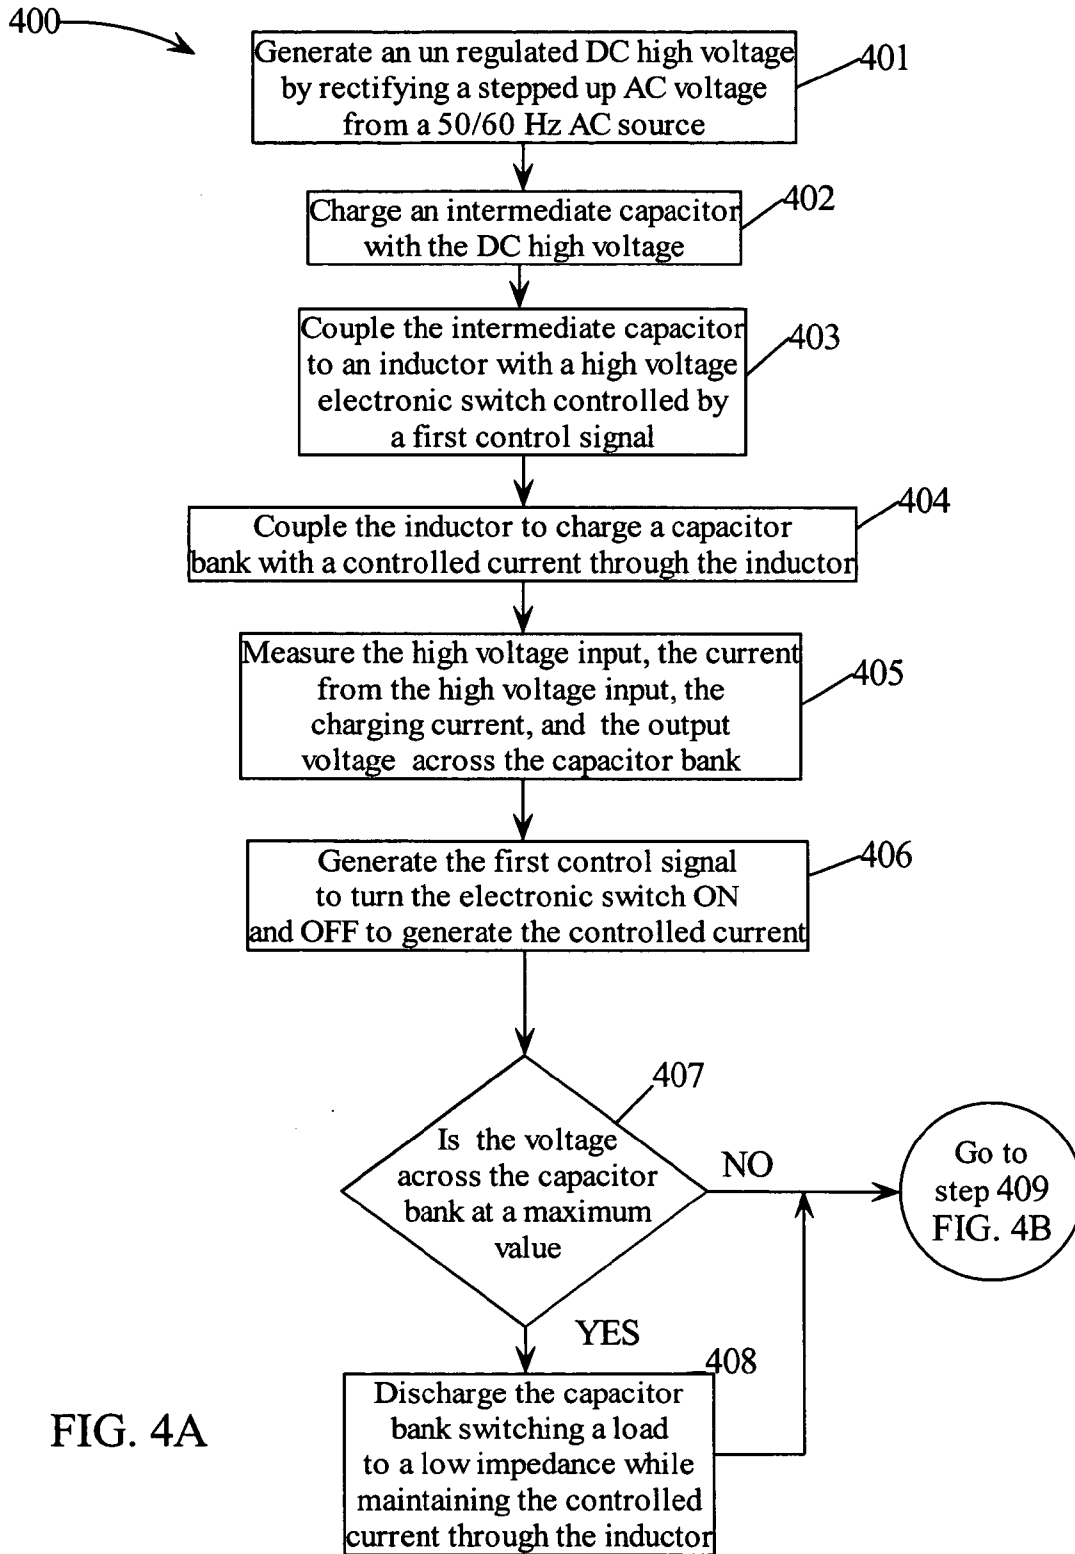 400
Generate an un regulated DC high voltage
by rectifying a stepped up AC voltage
from a 50/60 Hz AC source
401
Charge an intermediate capacitor
with the DC high voltage
402
Couple the intermediate capacitor
to an inductor with a high voltage
electronic switch controlled by
a first control signal
403
Couple the inductor to charge a capacitor
bank with a controlled current through the inductor
404
Measure the high voltage input, the current
from the high voltage input, the
charging current, and the output
voltage across the capacitor bank
405
Generate the first control signal
to turn the electronic switch ON
and OFF to generate the controlled current
406
Is the voltage
across the capacitor
bank at a maximum
value
407
NO
Go to
step 409
FIG. 4B
YES
408
Discharge the capacitor
bank switching a load
to a low impedance while
maintaining the controlled
current through the inductor
FIG. 4A